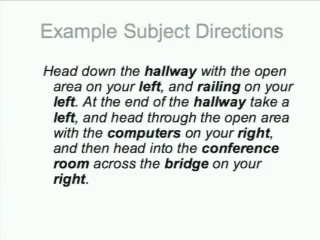 Example Subject Directions
Head down the hallway with the open
area on your left, and railing on your
left. At the end of the hallway take a
left, and head through the open area
with the computers on your right,
and then head into the conference
room across the bridge on your
right.